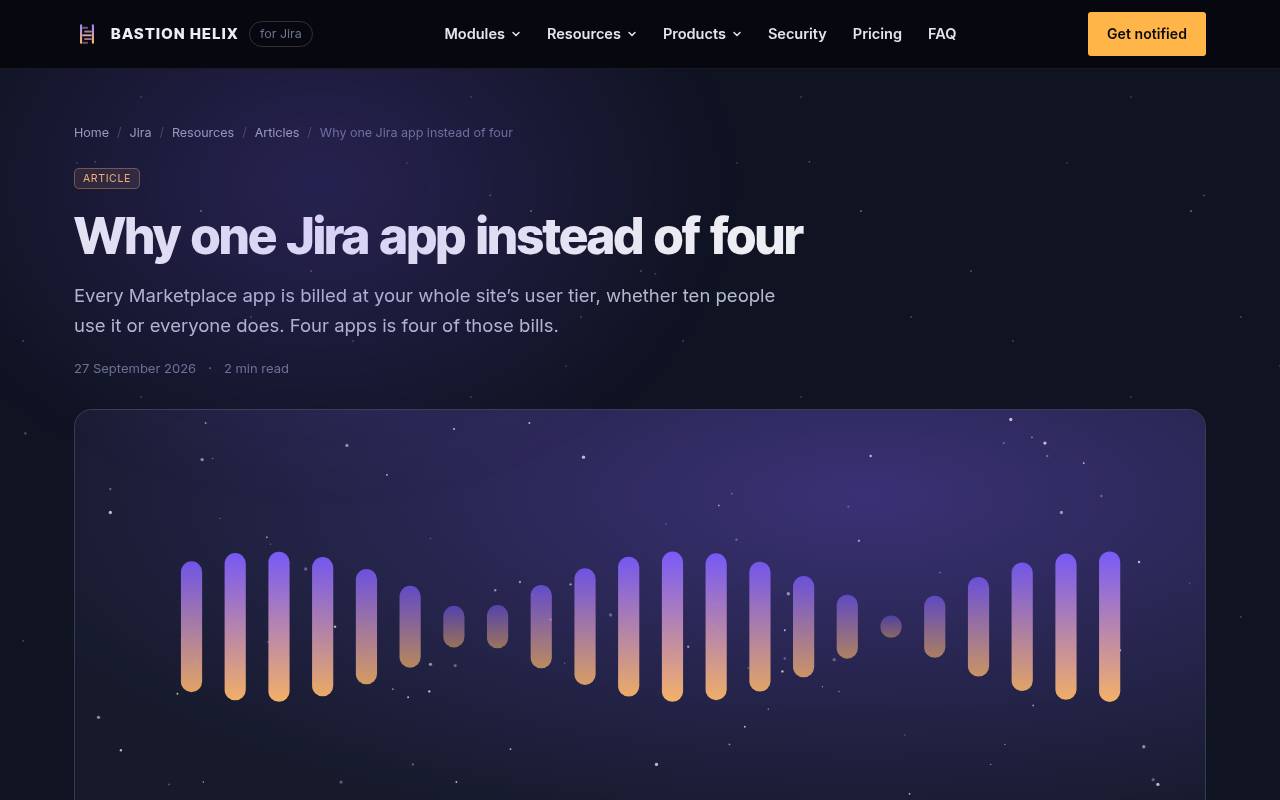 BASTION HELIX for Jira Modules Resources Products Security Pricing FAQ Get notified
Home / Jira / Resources / Articles / Why one Jira app instead of four
ARTICLE
Why one Jira app instead of four
Every Marketplace app is billed at your whole site’s user tier, whether ten people
use it or everyone does. Four apps is four of those bills.
27 September 2026 · 2 min read